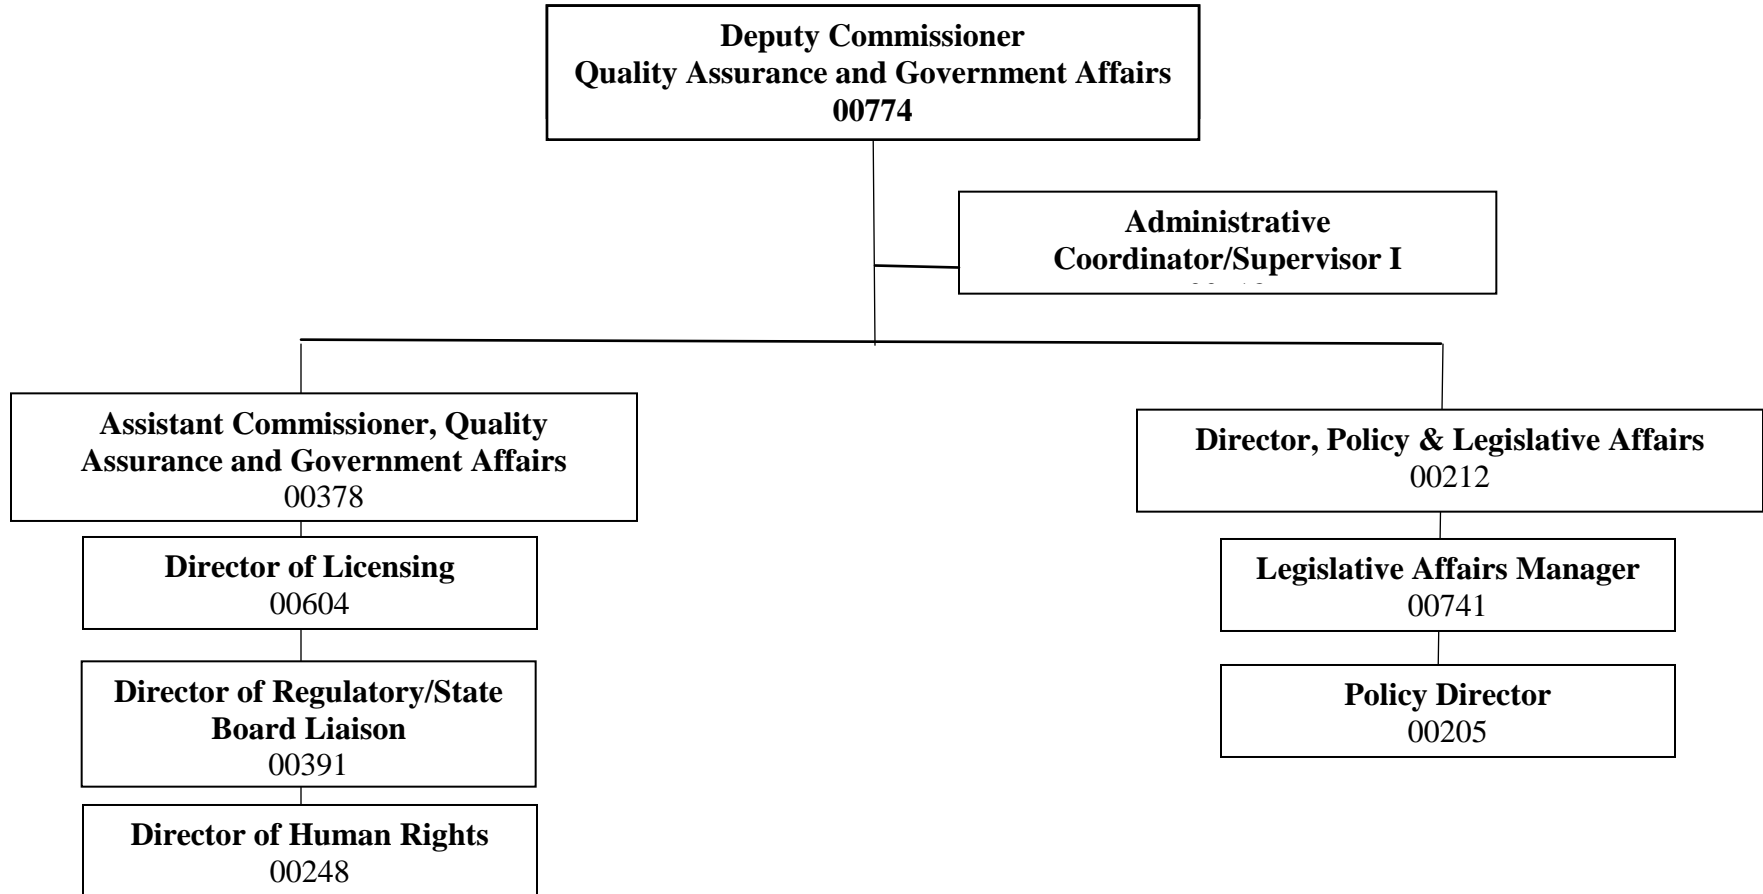 Deputy Commissioner
Quality Assurance and Government Affairs
00774
Administrative
Coordinator/Supervisor I
Assistant Commissioner, Quality
Assurance and Government Affairs
00378
Director of Licensing
00604
Director of Regulatory/State
Board Liaison
00391
Director of Human Rights
00248
Director, Policy & Legislative Affairs
00212
Legislative Affairs Manager
00741
Policy Director
00205